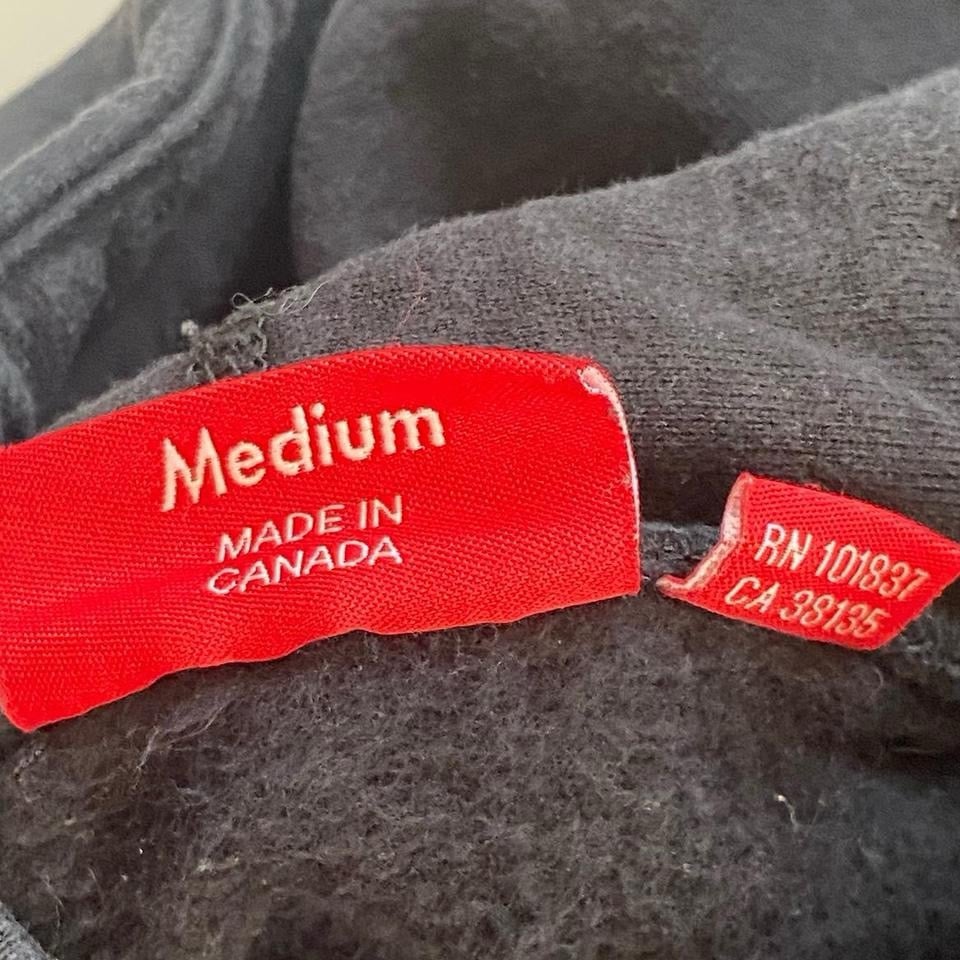 Medium
MADE IN
CANADA
RN 101837
CA 38135